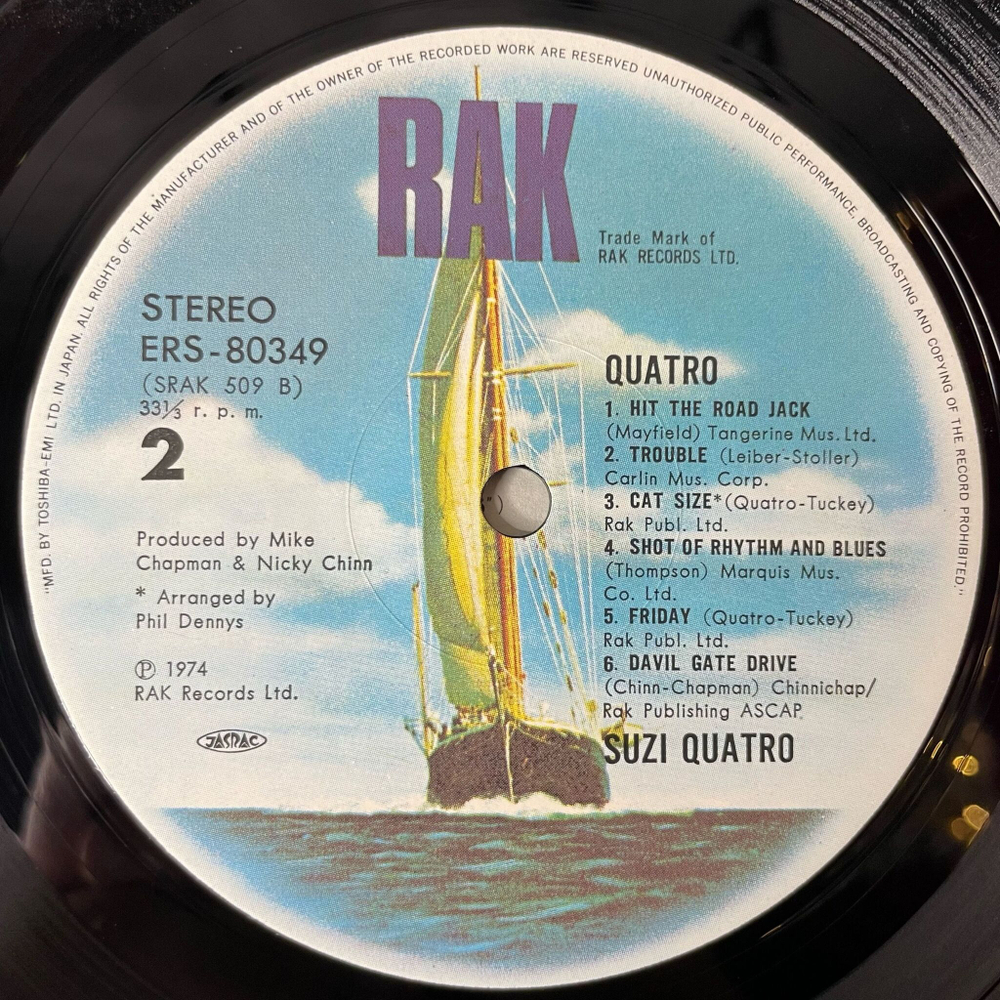 "MFD. BY TOSHIBA-EMI LTD. IN JAPAN. ALL RIGHTS OF THE MANUFACTURER AND OF THE OWNER OF THE RECORDED WORK ARE RESERVED UNAUTHORIZED PUBLIC PERFORMANCE, BROADCASTING AND COPYING OF THE RECORD PROHIBITED."
RAK
Trade Mark of
RAK RECORDS LTD.
STEREO
ERS-80349
(SRAK 509 B)
33⅓ r. p. m.
2
Produced by Mike
Chapman & Nicky Chinn
* Arranged by
Phil Dennys
℗ 1974
RAK Records Ltd.
JASRAC
QUATRO
1. HIT THE ROAD JACK
(Mayfield) Tangerine Mus. Ltd.
2. TROUBLE (Leiber-Stoller)
Carlin Mus. Corp.
3. CAT SIZE* (Quatro-Tuckey)
Rak Publ. Ltd.
4. SHOT OF RHYTHM AND BLUES
(Thompson) Marquis Mus.
Co. Ltd.
5. FRIDAY (Quatro-Tuckey)
Rak Publ. Ltd.
6. DAVIL GATE DRIVE
(Chinn-Chapman) Chinnichap/
Rak Publishing ASCAP.
SUZI QUATRO